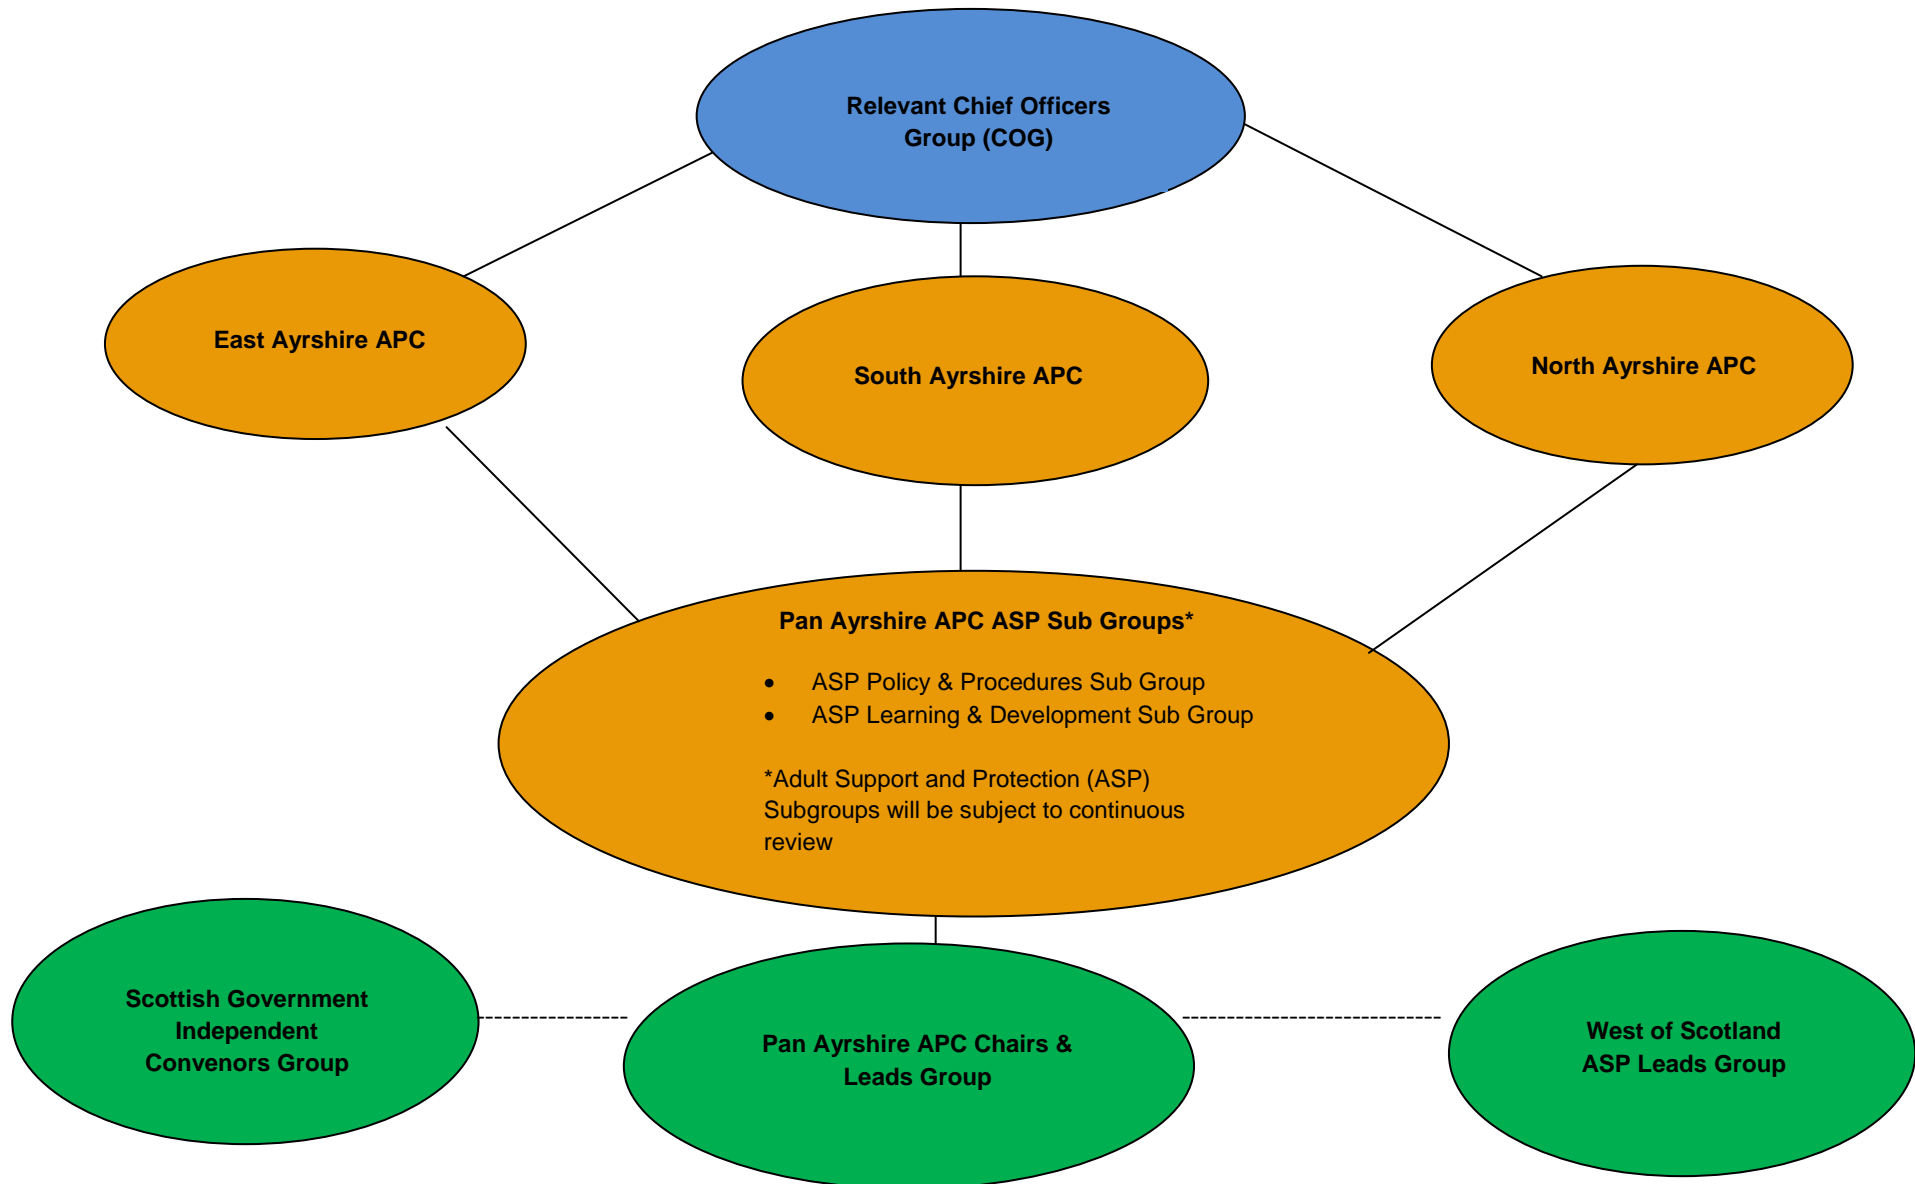 Relevant Chief Officers
Group (COG)
East Ayrshire APC
South Ayrshire APC
North Ayrshire APC
Pan Ayrshire APC ASP Sub Groups*
• ASP Policy & Procedures Sub Group
• ASP Learning & Development Sub Group
*Adult Support and Protection (ASP)
Subgroups will be subject to continuous
review
Scottish Government
Independent
Convenors Group
Pan Ayrshire APC Chairs &
Leads Group
West of Scotland
ASP Leads Group